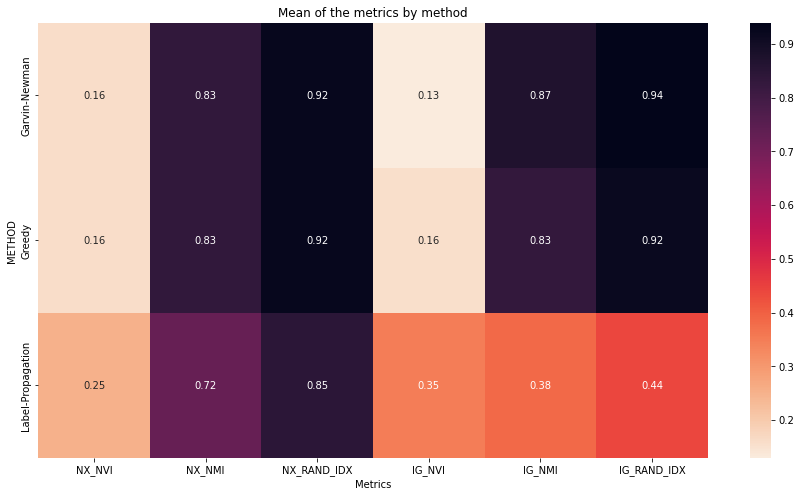 Mean of the metrics by method
METHOD
Garvin-Newman
0.16 0.83 0.92 0.13 0.87 0.94
Greedy
0.16 0.83 0.92 0.16 0.83 0.92
Label-Propagation
0.25 0.72 0.85 0.35 0.38 0.44
NX_NVI NX_NMI NX_RAND_IDX IG_NVI IG_NMI IG_RAND_IDX
Metrics
0.9
0.8
0.7
0.6
0.5
0.4
0.3
0.2